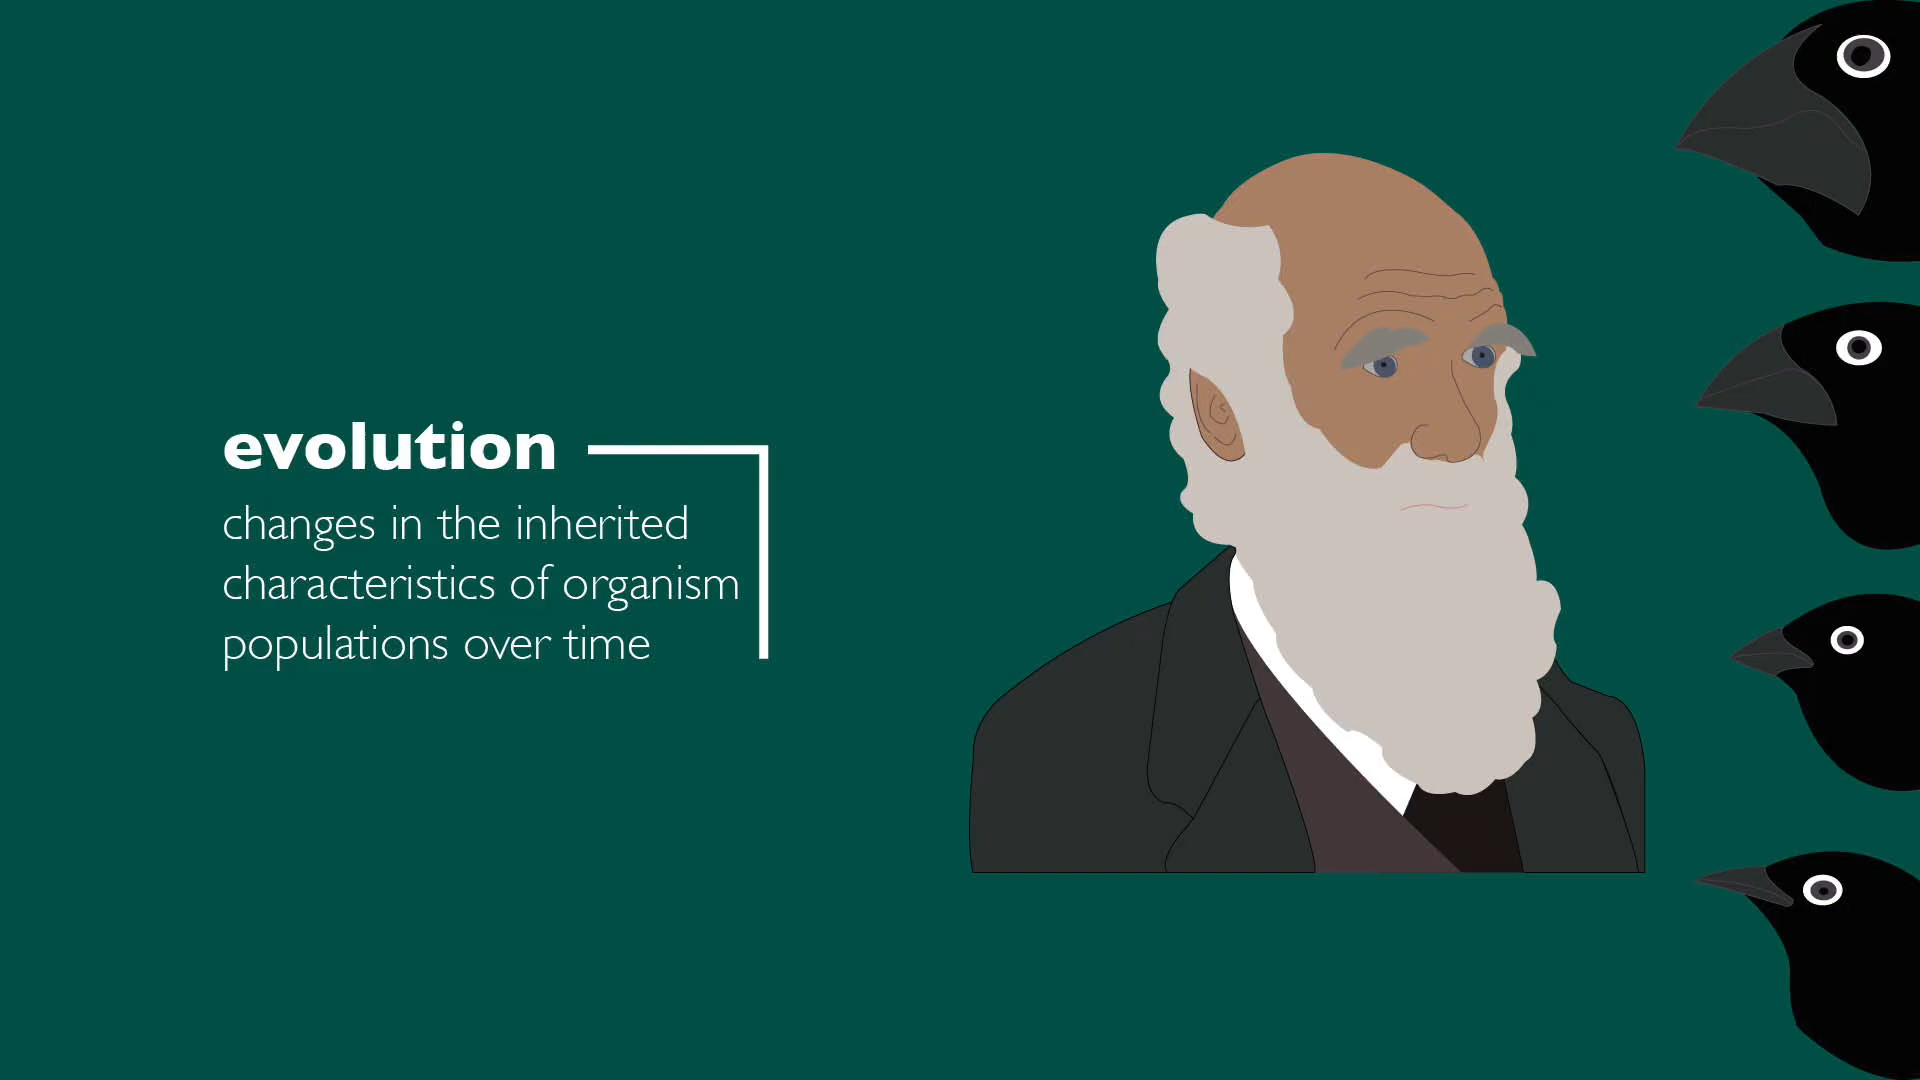 evolution
changes in the inherited
characteristics of organism
populations over time